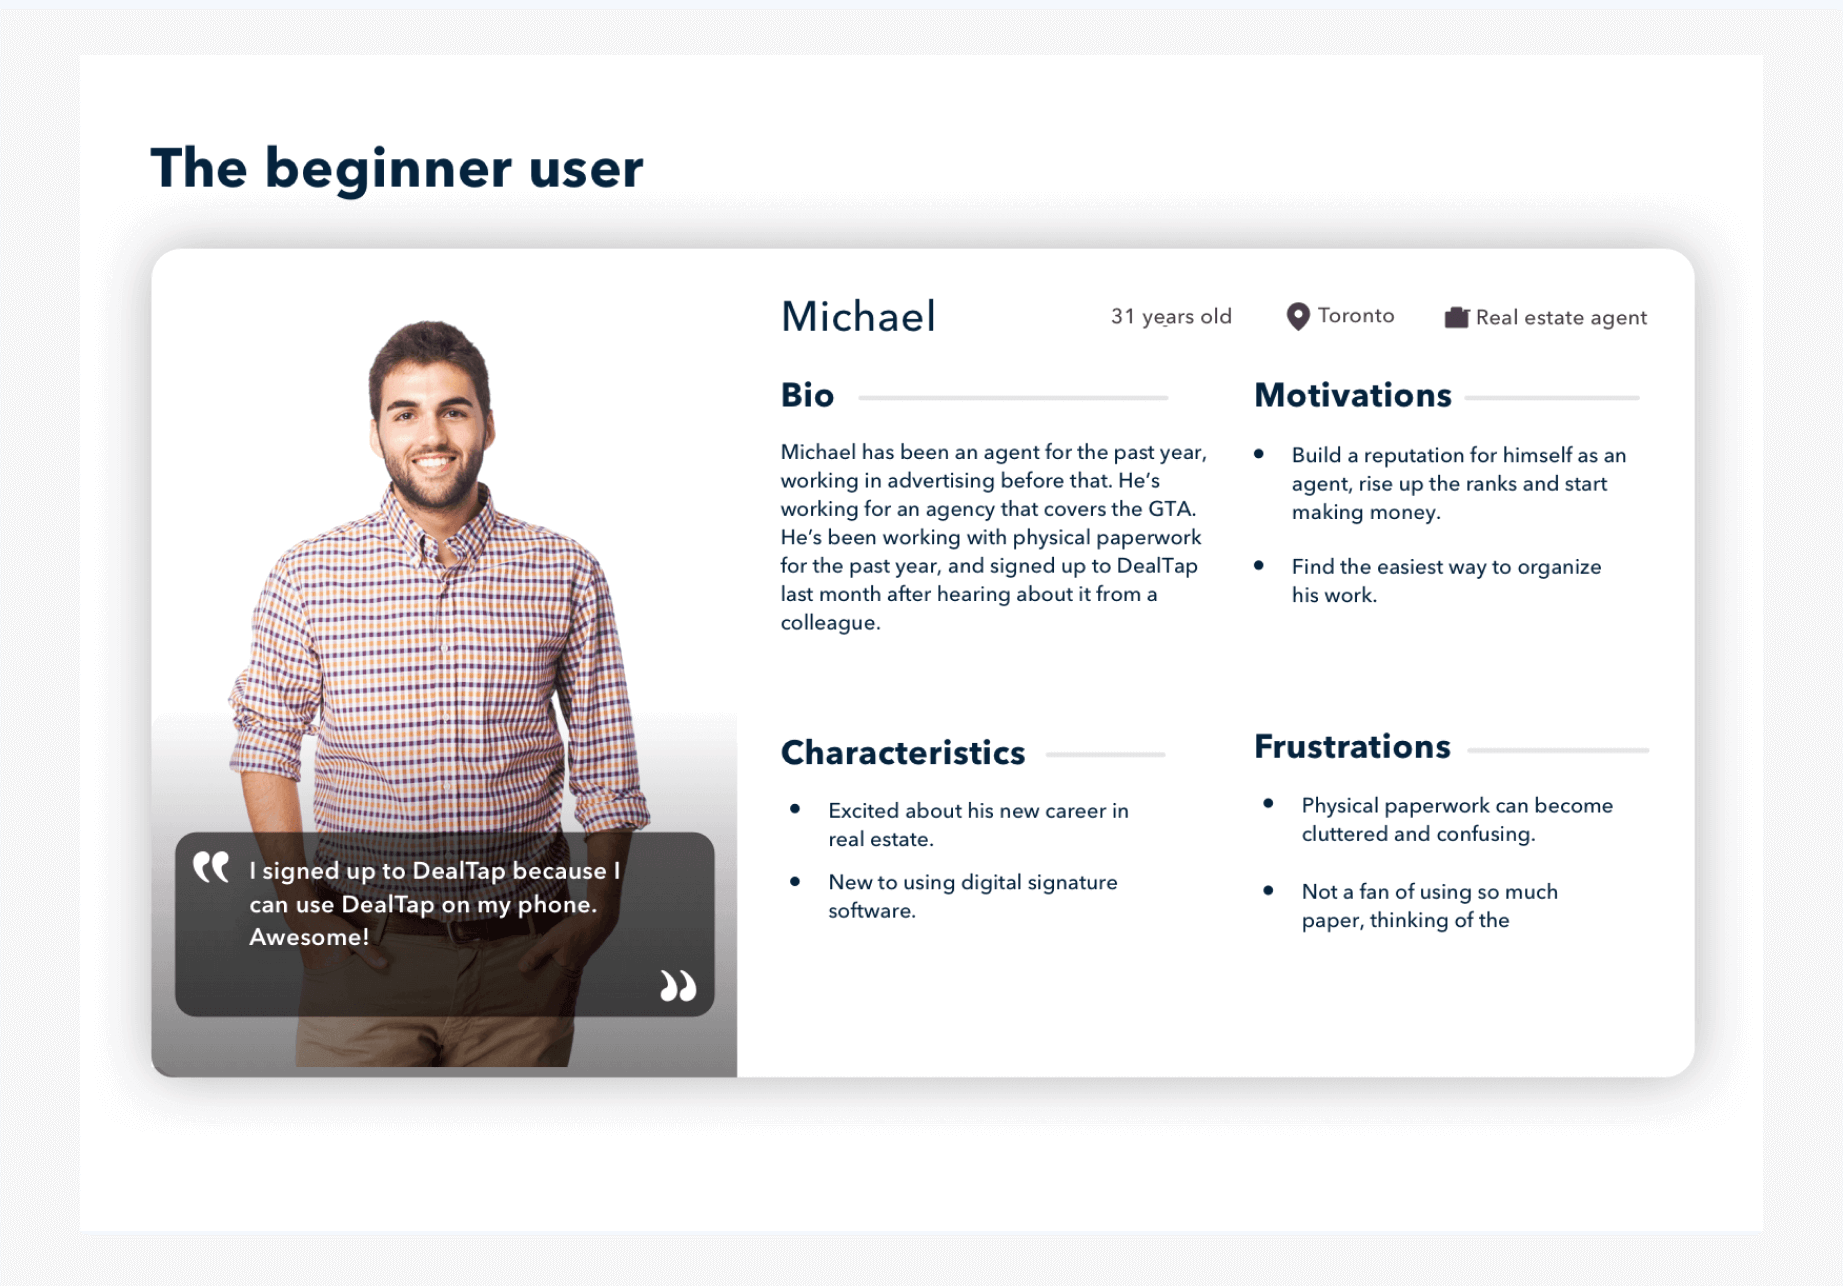 The beginner user
Michael
31 years old
Toronto
Real estate agent
Bio
Michael has been an agent for the past year,
working in advertising before that. He’s
working for an agency that covers the GTA.
He’s been working with physical paperwork
for the past year, and signed up to DealTap
last month after hearing about it from a
colleague.
Motivations
• Build a reputation for himself as an
agent, rise up the ranks and start
making money.
• Find the easiest way to organize
his work.
Characteristics
• Excited about his new career in
real estate.
• New to using digital signature
software.
Frustrations
• Physical paperwork can become
cluttered and confusing.
• Not a fan of using so much
paper, thinking of the
“ I signed up to DealTap because I
can use DealTap on my phone.
Awesome! ”